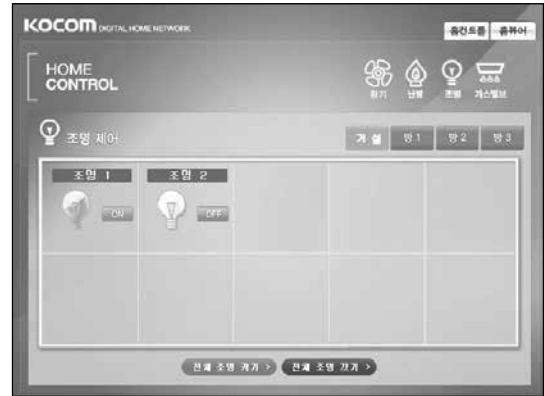 KOCOM DIGITAL HOME NETWORK
홈컨트롤 홈뷰어
HOME
CONTROL
환기 난방 조명 가스밸브
조명 제어
거실 방1 방2 방3
조명 1 조명 2
ON OFF
전체 조명 켜기 > 전체 조명 끄기 >